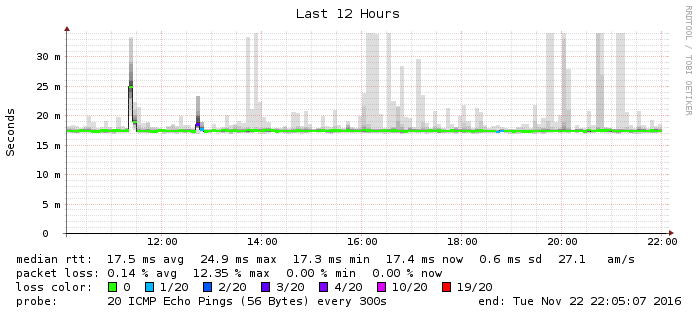 Last 12 Hours
RRDTOOL / TOBI OETIKER
Seconds
30 m
25 m
20 m
15 m
10 m
5 m
0
12:00 14:00 16:00 18:00 20:00 22:00
median rtt: 17.5 ms avg 24.9 ms max 17.3 ms min 17.4 ms now 0.6 ms sd 27.1 am/s
packet loss: 0.14 % avg 12.35 % max 0.00 % min 0.00 % now
loss color: 0 1/20 2/20 3/20 4/20 10/20 19/20
probe: 20 ICMP Echo Pings (56 Bytes) every 300s end: Tue Nov 22 22:05:07 2016